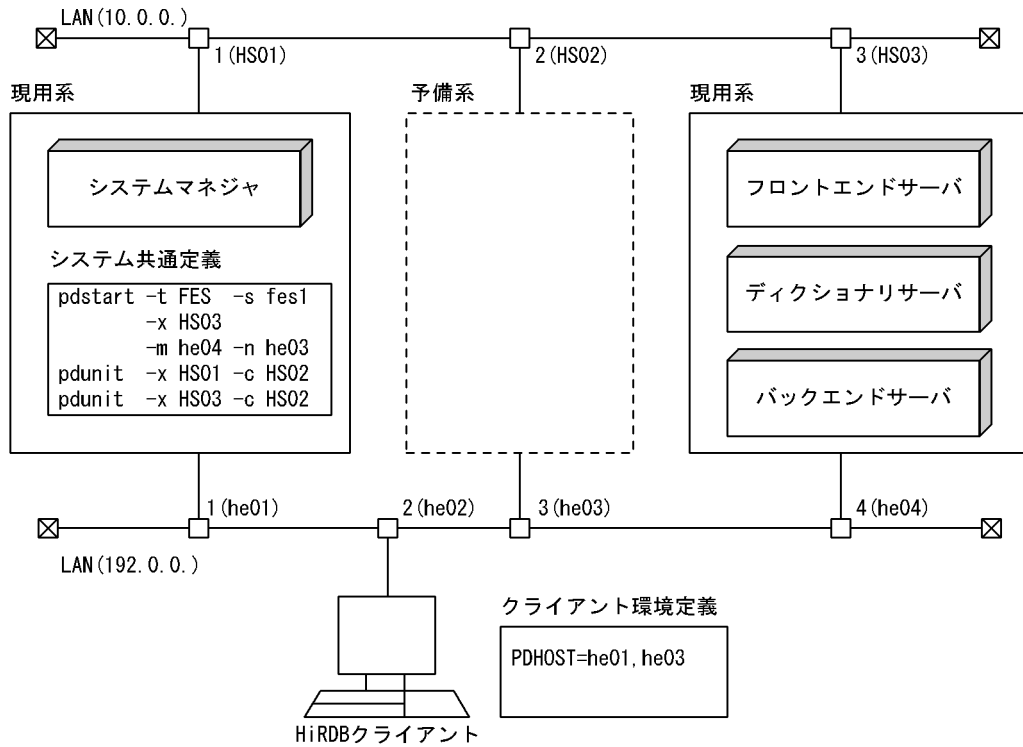 LAN(10.0.0.)
1(HS01)
2(HS02)
3(HS03)
現用系
予備系
現用系
システムマネジャ
フロントエンドサーバ
システム共通定義
ディクショナリサーバ
pdstart -t FES -s fes1
-x HS03
-m he04 -n he03
pdunit -x HS01 -c HS02
pdunit -x HS03 -c HS02
バックエンドサーバ
1(he01)
2(he02)
3(he03)
4(he04)
LAN(192.0.0.)
クライアント環境定義
PDHOST=he01,he03
HiRDBクライアント